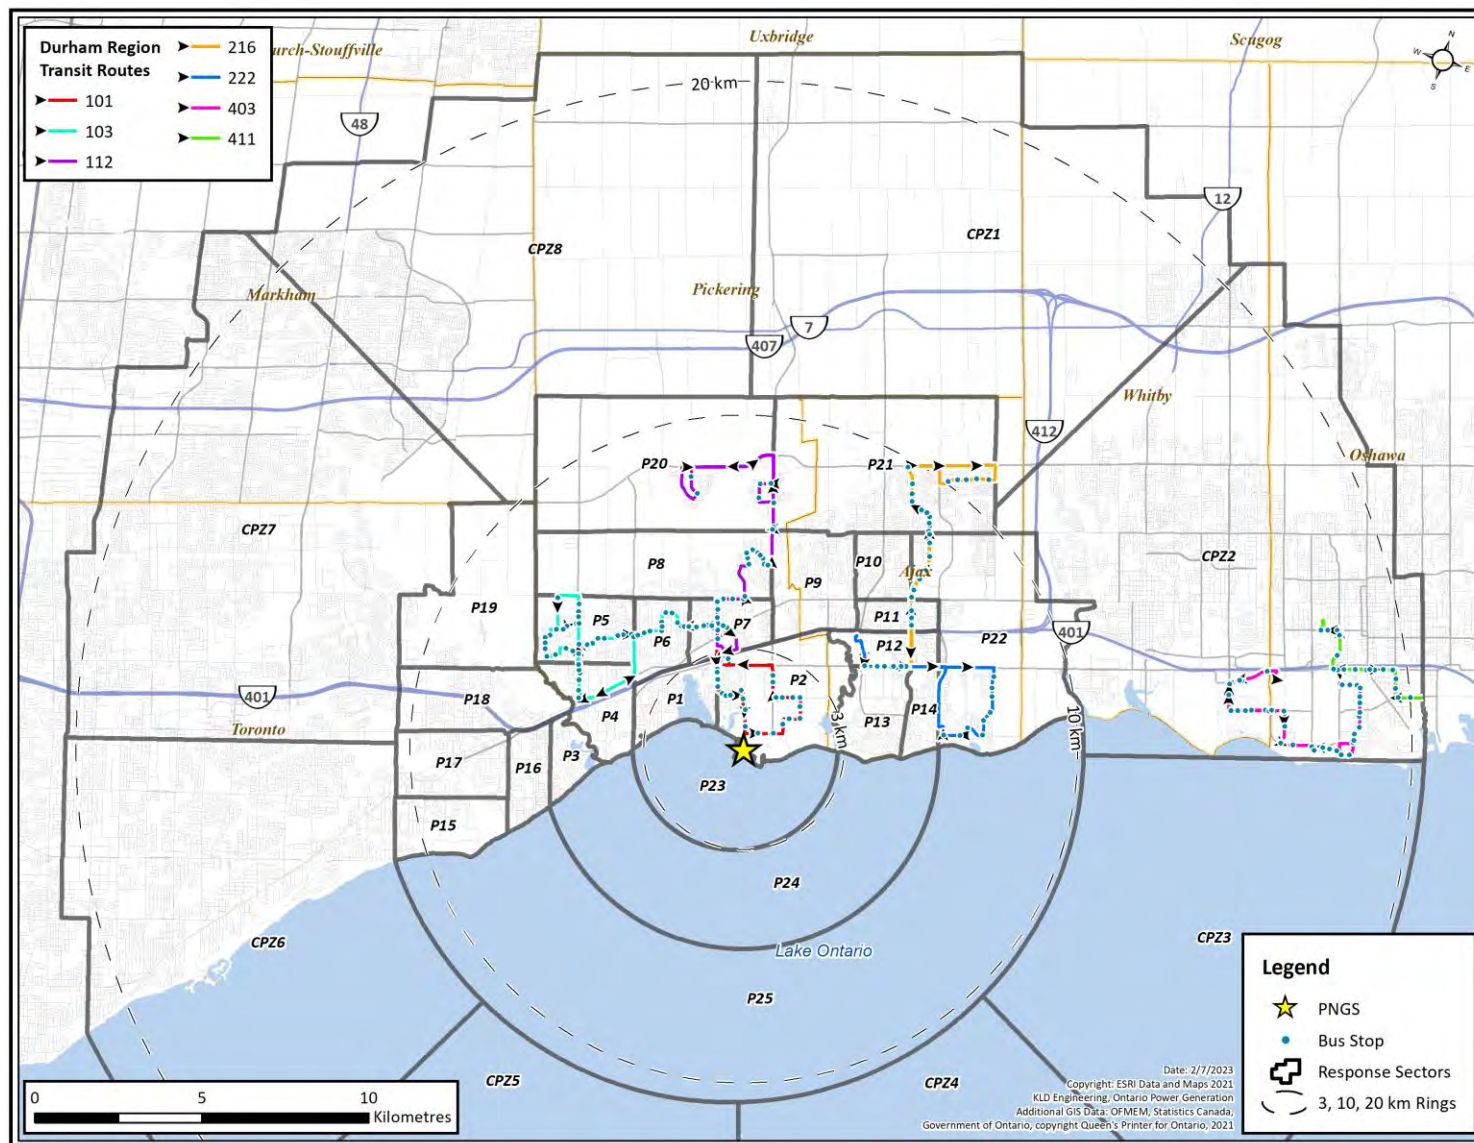 Durham Region
Transit Routes
101
103
112
216
222
403
411
urch-Stouffville
Uxbridge
Scugog
N
W
E
S
20 km
48
12
CPZ8
CPZ1
Markham
Pickering
7
407
Whitby
412
Oshawa
P20
P21
CPZ7
CPZ2
P8
P10
P9
Ajax
P19
P5
P7
P11
P6
P12
P22
401
P18
P1
P2
401
P4
P13
P14
Toronto
3 km
10 km
P17
P16
P3
P23
P15
P24
CPZ6
CPZ3
Lake Ontario
P25
CPZ5
CPZ4
Legend
PNGS
Bus Stop
Response Sectors
3, 10, 20 km Rings
0
5
10
Kilometres
Date: 2/7/2023
Copyright: ESRI Data and Maps 2021
KLD Engineering, Ontario Power Generation
Additional GIS Data: OFMEM, Statistics Canada,
Government of Ontario, copyright Queen's Printer for Ontario, 2021